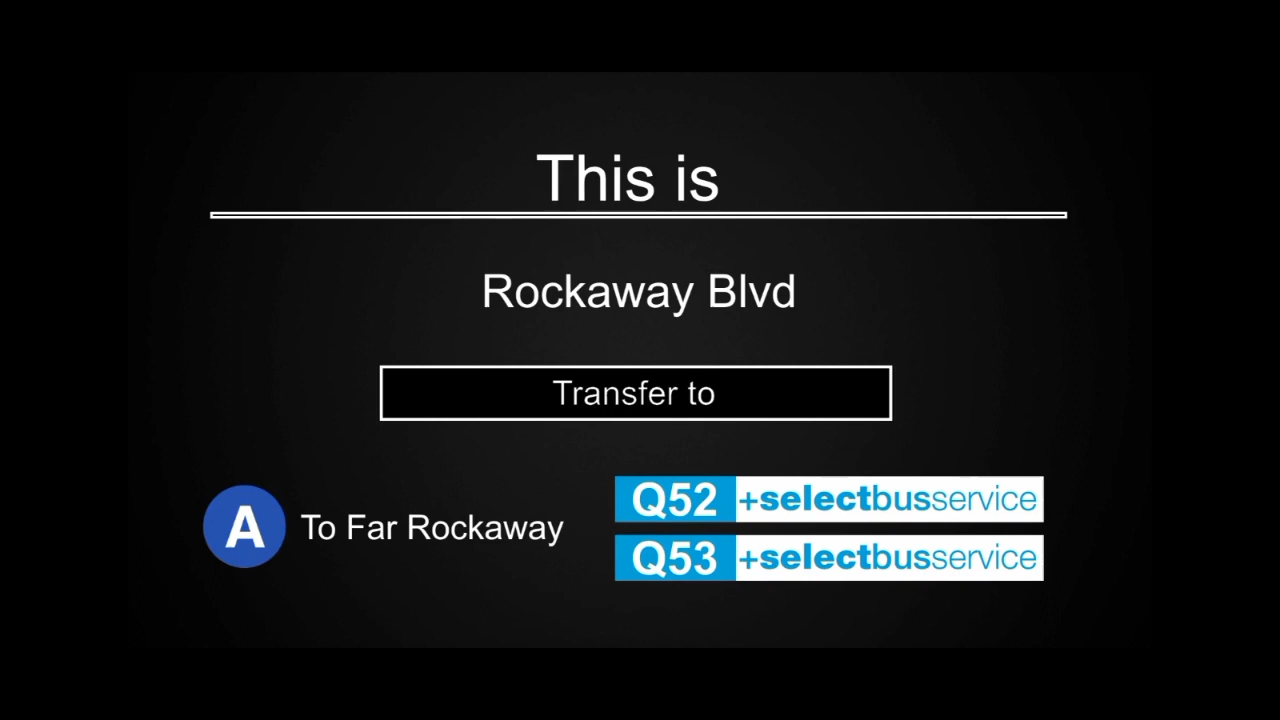 This is
Rockaway Blvd
Transfer to
A To Far Rockaway
Q52 +selectbusservice
Q53 +selectbusservice